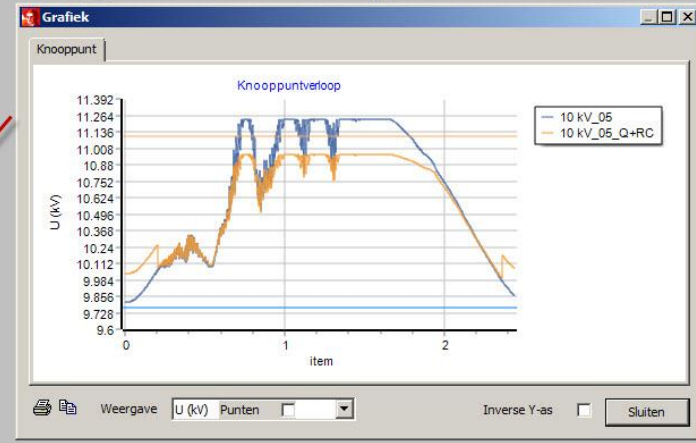 Grafiek
Knooppunt
Knooppuntverloop
11.392
11.264
11.136
11.008
10.88
10.752
10.624
10.496
10.368
10.24
10.112
9.984
9.856
9.728
9.6
U (kV)
0 1 2
item
10 kV_05
10 kV_05_Q+RC
Weergave U (kV) Punten Inverse Y-as Sluiten